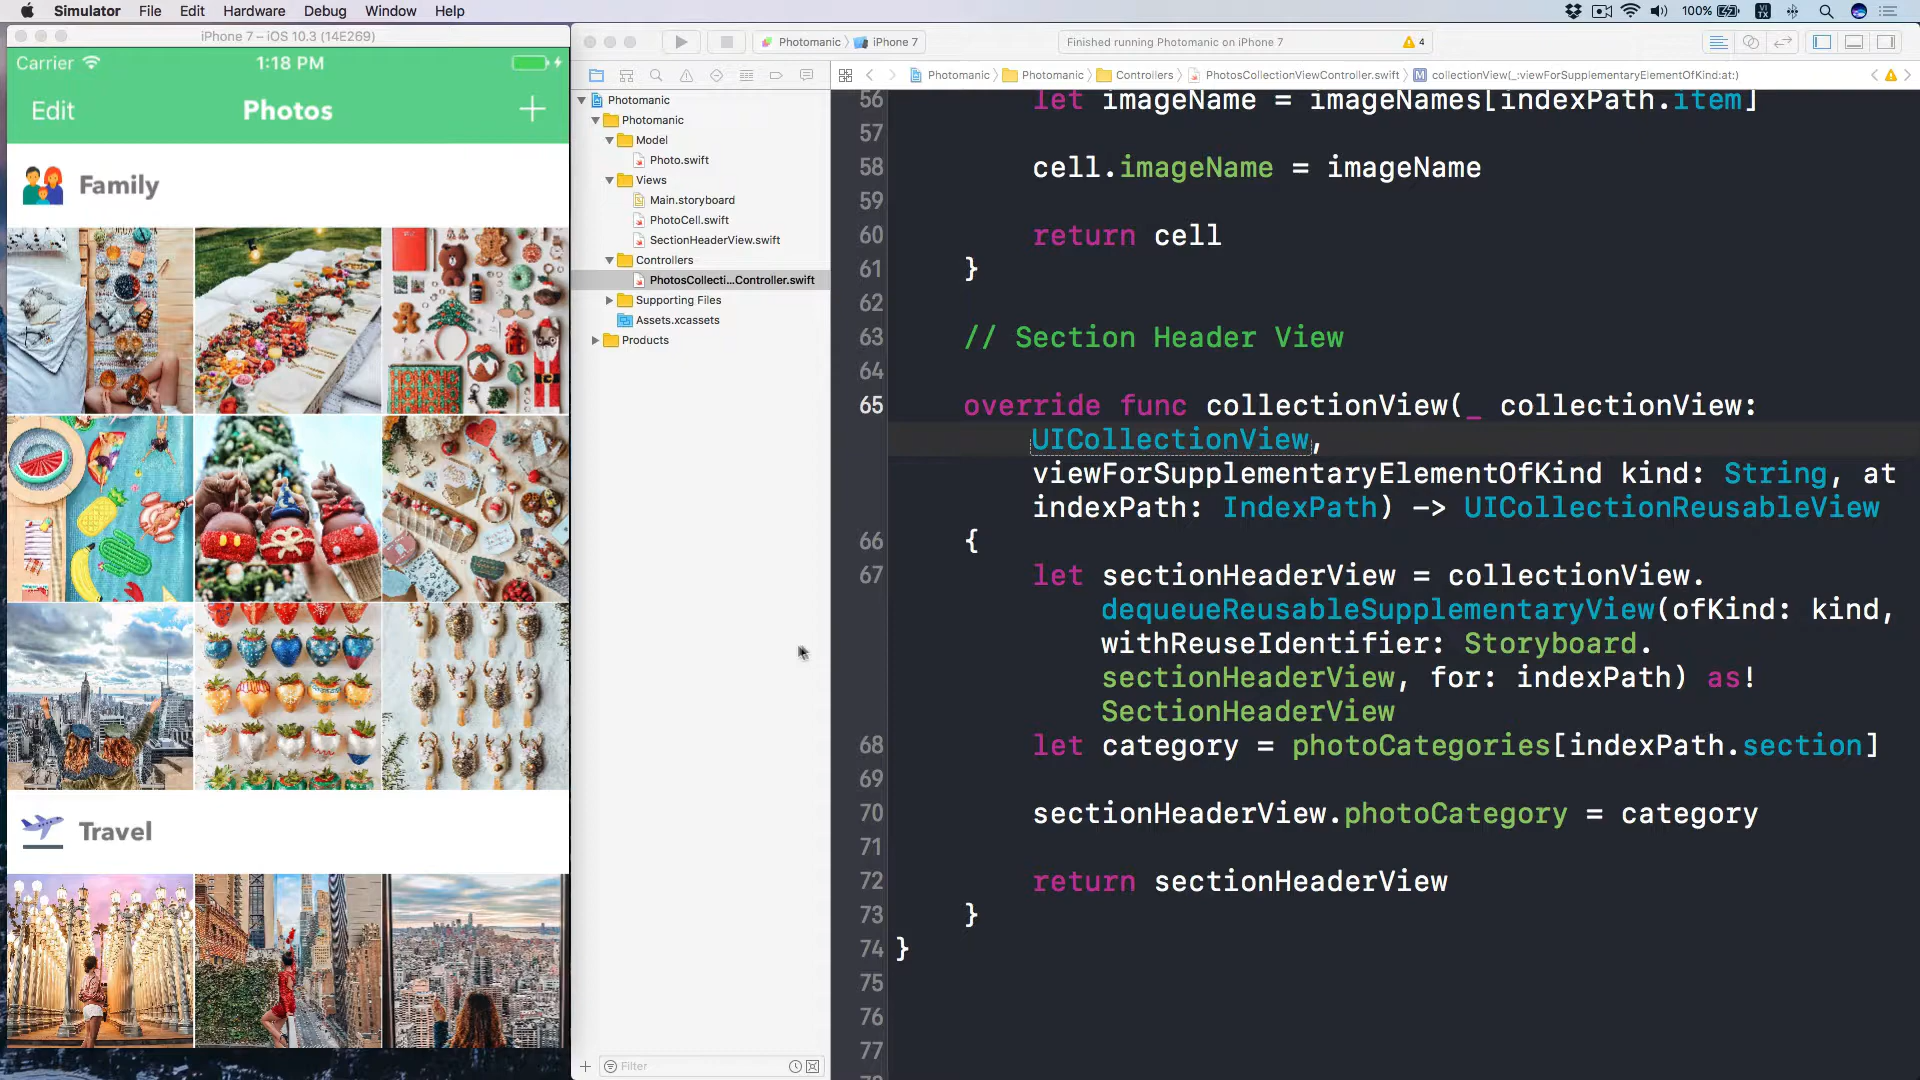 Simulator File Edit Hardware Debug Window Help
100%
iPhone 7 – iOS 10.3 (14E269)
Carrier
1:18 PM
Edit
Photos
Family
Travel
Photomanic
iPhone 7
Finished running Photomanic on iPhone 7
4
Photomanic
Photomanic
Controllers
PhotosCollectionViewController.swift
M
collectionView(_:viewForSupplementaryElementOfKind:at:)
Photomanic
Photomanic
Model
Photo.swift
Views
Main.storyboard
PhotoCell.swift
SectionHeaderView.swift
Controllers
PhotosCollecti...Controller.swift
Supporting Files
Assets.xcassets
Products
Filter
56 let imageName = imageNames[indexPath.item]
57
58 cell.imageName = imageName
59
60 return cell
61 }
62
63 // Section Header View
64
65 override func collectionView(_ collectionView:
UICollectionView,
viewForSupplementaryElementOfKind kind: String, at
indexPath: IndexPath) -> UICollectionReusableView
66 {
67 let sectionHeaderView = collectionView.
dequeueReusableSupplementaryView(ofKind: kind,
withReuseIdentifier: Storyboard.
sectionHeaderView, for: indexPath) as!
SectionHeaderView
68 let category = photoCategories[indexPath.section]
69
70 sectionHeaderView.photoCategory = category
71
72 return sectionHeaderView
73 }
74 }
75
76
77